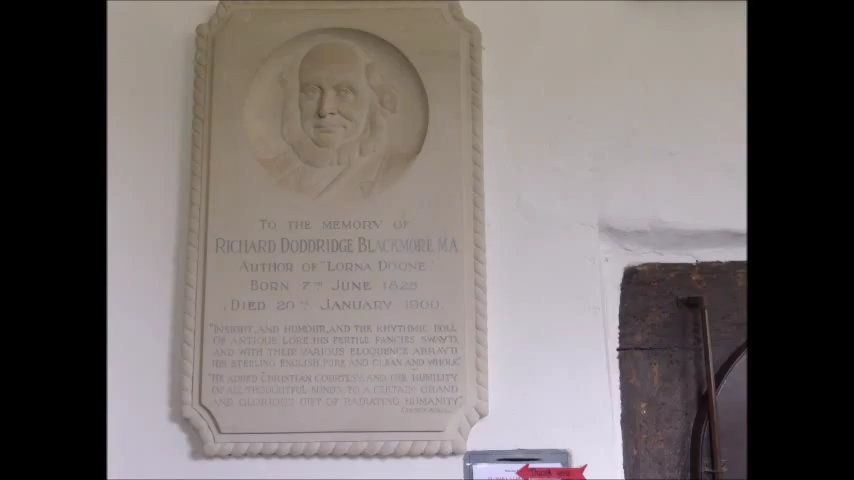 TO THE MEMORY OF
RICHARD DODDRIDGE BLACKMORE, M.A.
AUTHOR OF "LORNA DOONE"
BORN 7TH JUNE 1825
DIED 20TH JANUARY 1900.
"INSIGHT, AND HUMOUR, AND THE RHYTHMIC ROLL
OF ANTIQUE LORE, HIS FERTILE FANCIES SWAY'D,
AND WITH THEIR VARIOUS ELOQUENCE ARRAY'D
HIS STERLING ENGLISH, PURE AND CLEAN AND WHOLE."
"HE ADDED CHRISTIAN COURTESY, AND THE HUMILITY
OF ALL THOUGHTFUL MINDS, TO A CERTAIN GRAND
AND GLORIOUS GIFT OF RADIATING HUMANITY."
Thank you